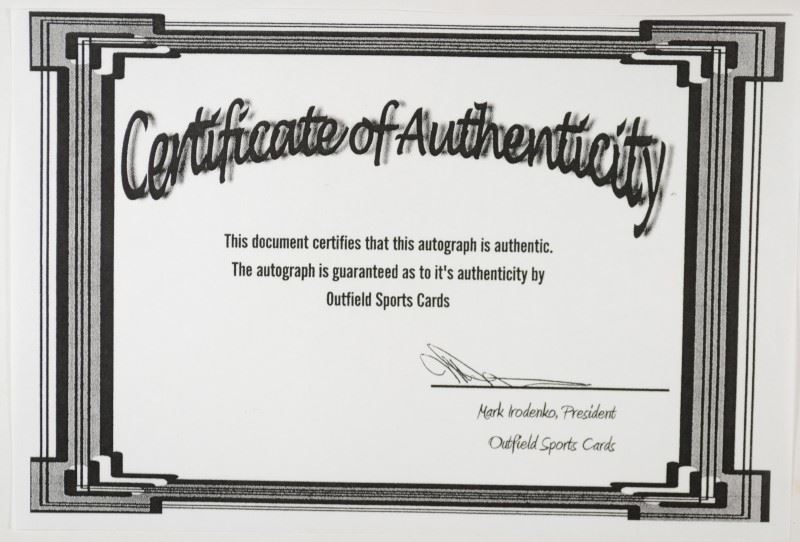 Certificate of Authenticity
This document certifies that this autograph is authentic.
The autograph is guaranteed as to it's authenticity by
Outfield Sports Cards
Mark Irodenko, President
Outfield Sports Cards